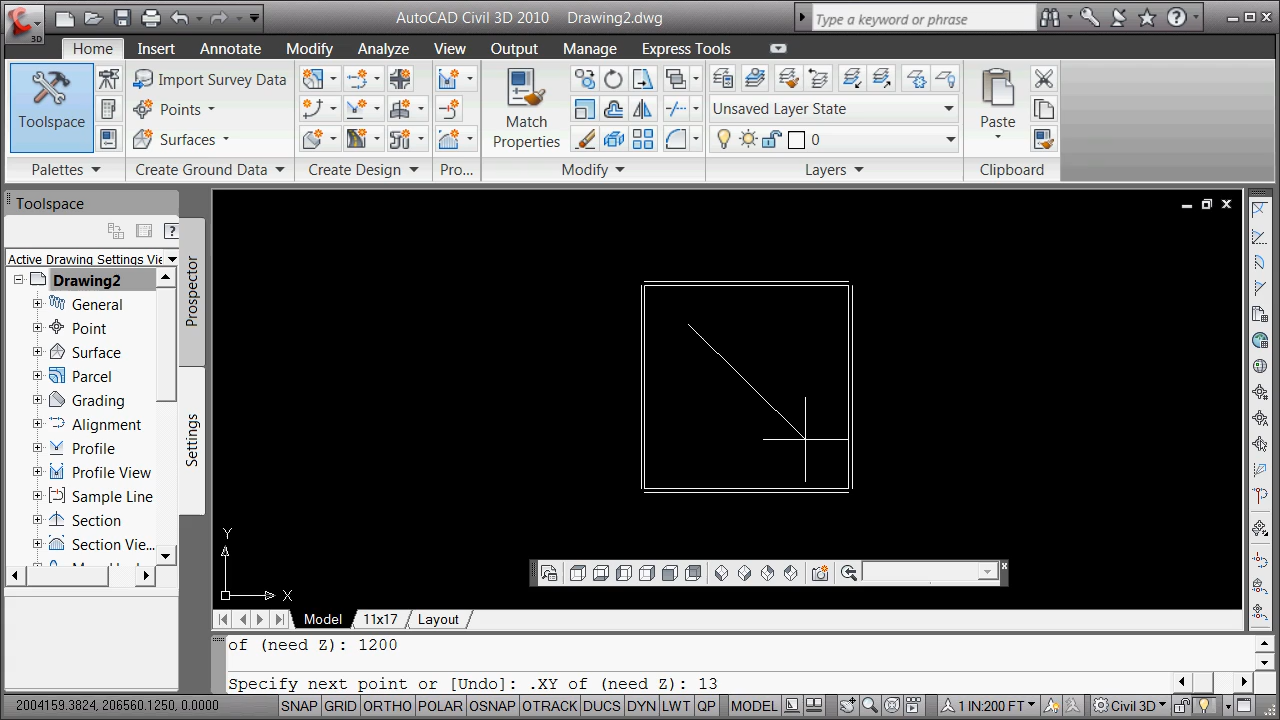 AutoCAD Civil 3D 2010 Drawing2.dwg
Type a keyword or phrase
3D
Home Insert Annotate Modify Analyze View Output Manage Express Tools
Toolspace
Import Survey Data
Points
Surfaces
Match
Properties
Unsaved Layer State
0
Paste
Palettes
Create Ground Data
Create Design
Pro...
Modify
Layers
Clipboard
Toolspace
?
Active Drawing Settings Vie
Drawing2
General
Point
Surface
Parcel
Grading
Alignment
Profile
Profile View
Sample Line
Section
Section Vie...
Prospector
Settings
Y
X
Model 11x17 Layout
of (need Z): 1200
Specify next point or [Undo]: .XY of (need Z): 13
2004159.3824, 206560.1250, 0.0000 SNAP GRID ORTHO POLAR OSNAP OTRACK DUCS DYN LWT QP MODEL 1 IN:200 FT Civil 3D